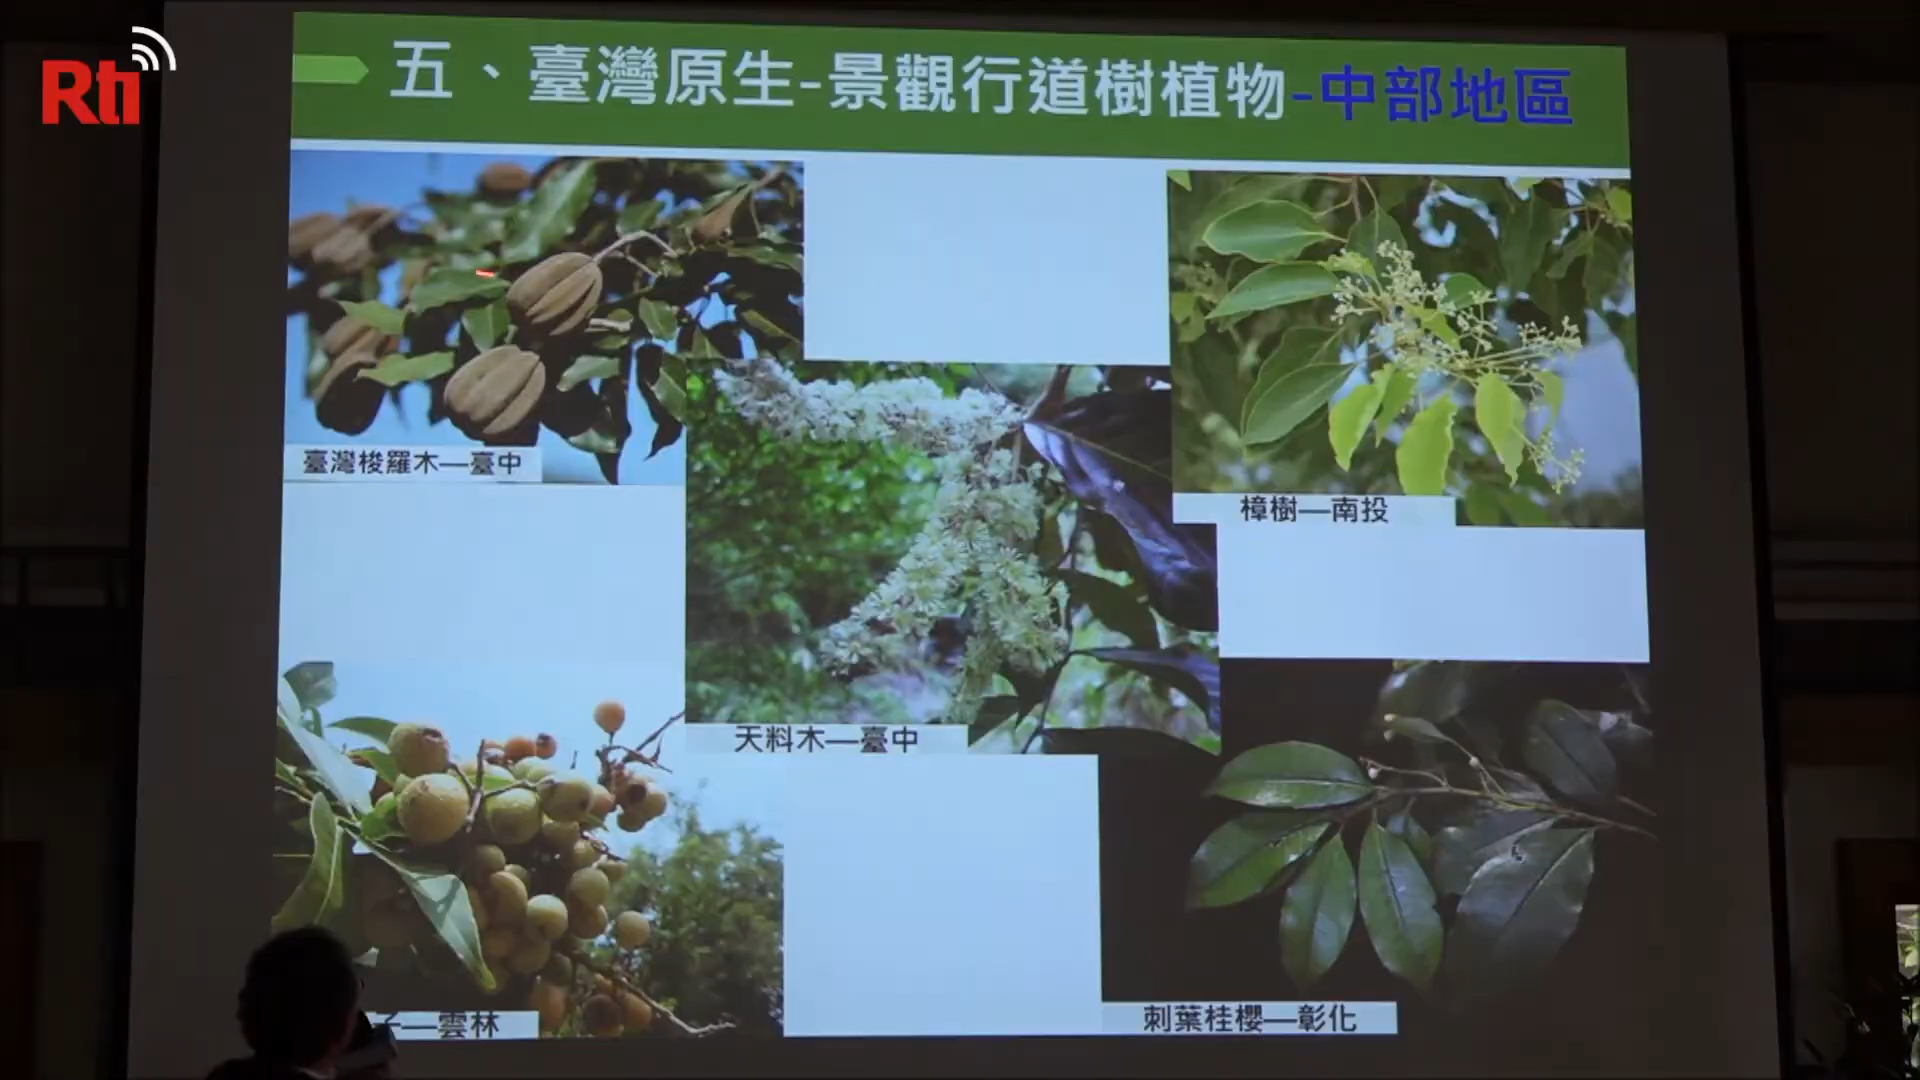 Rti
五、臺灣原生-景觀行道樹植物-中部地區
臺灣梭羅木—臺中
樟樹—南投
天料木—臺中
子—雲林
刺葉桂櫻—彰化